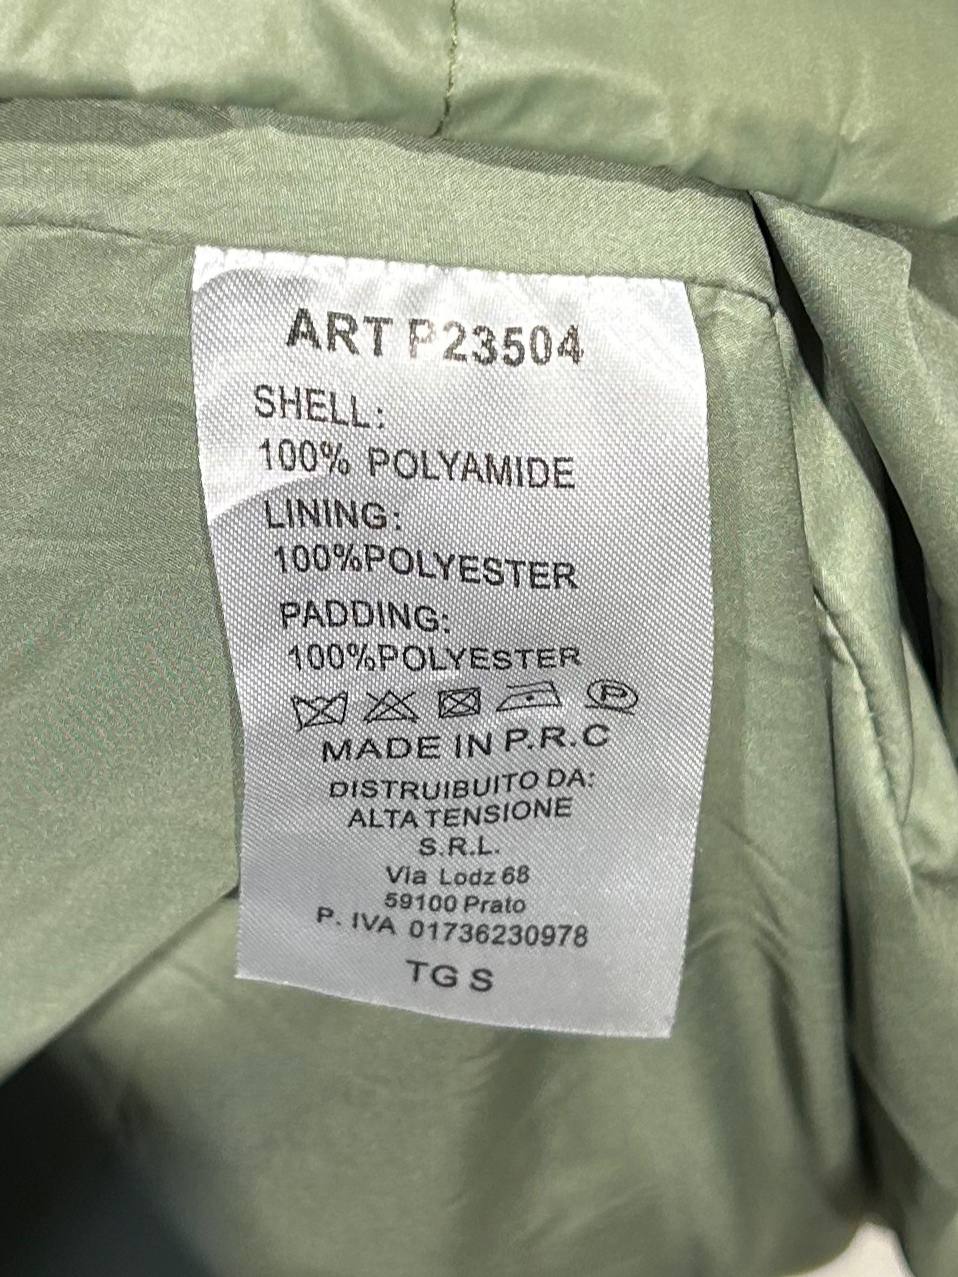 ART P23504
SHELL:
100% POLYAMIDE
LINING:
100%POLYESTER
PADDING:
100%POLYESTER
P
MADE IN P.R.C
DISTRUIBUITO DA:
ALTA TENSIONE
S.R.L.
Via Lodz 68
59100 Prato
P. IVA 01736230978
TG S